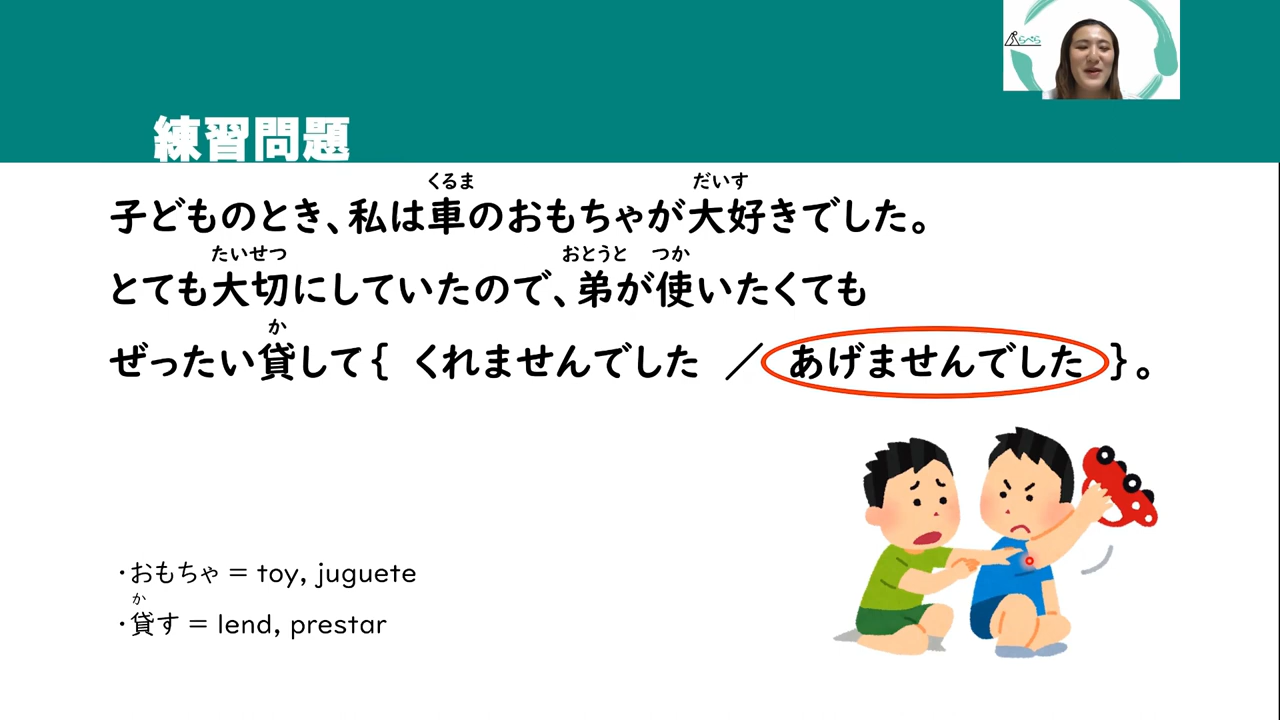 らぺら
練習問題
くるま だいす
子どものとき、私は車のおもちゃが大好きでした。
たいせつ おとうと つか
とても大切にしていたので、弟が使いたくても
か
ぜったい貸して{ くれませんでした ／ あげませんでした }。
・おもちゃ = toy, juguete
か
・貸す = lend, prestar